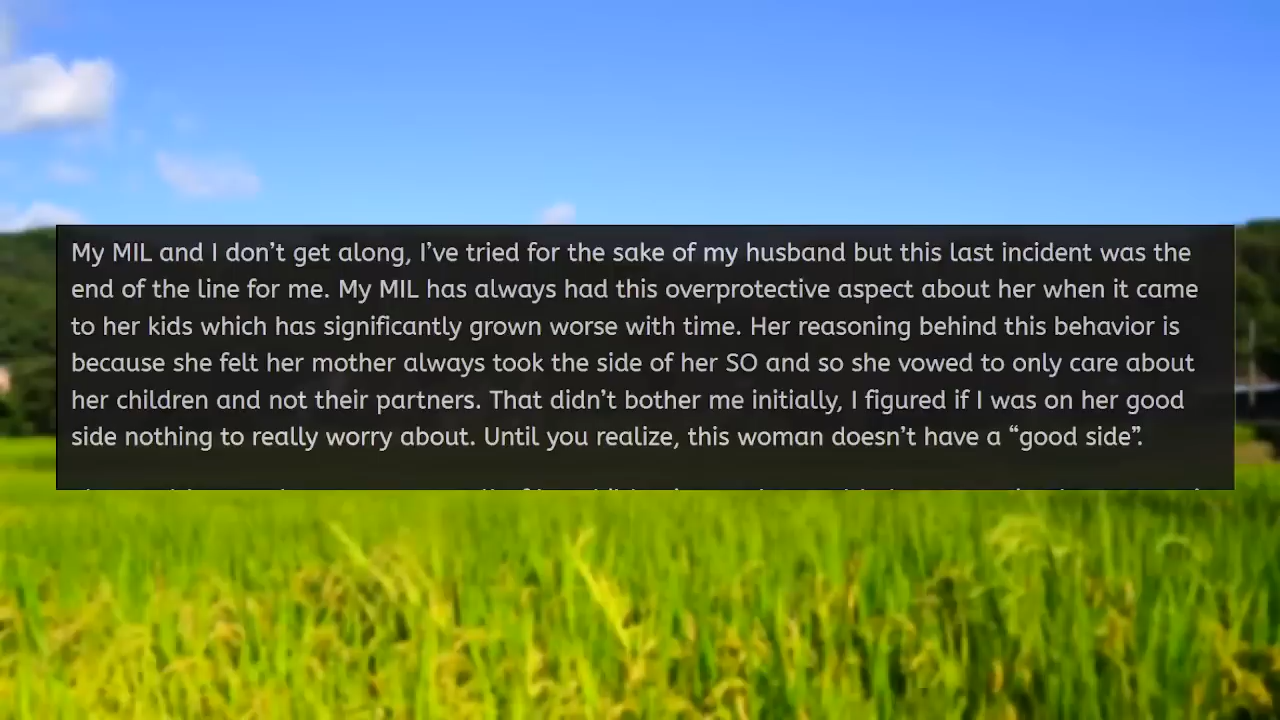 My MIL and I don’t get along, I’ve tried for the sake of my husband but this last incident was the
end of the line for me. My MIL has always had this overprotective aspect about her when it came
to her kids which has significantly grown worse with time. Her reasoning behind this behavior is
because she felt her mother always took the side of her SO and so she vowed to only care about
her children and not their partners. That didn’t bother me initially, I figured if I was on her good
side nothing to really worry about. Until you realize, this woman doesn’t have a “good side”.